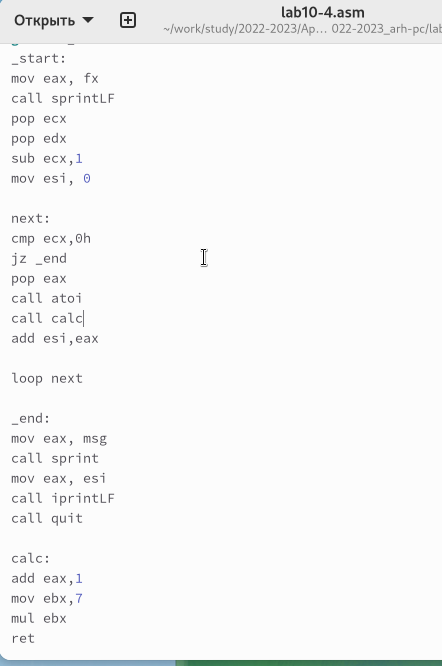 Открыть
lab10-4.asm
~/work/study/2022-2023/Ap... 022-2023_arh-pc/lab
_start:
mov eax, fx
call sprintLF
pop ecx
pop edx
sub ecx,1
mov esi, 0
next:
cmp ecx,0h
jz _end
pop eax
call atoi
call calc
add esi,eax
loop next
_end:
mov eax, msg
call sprint
mov eax, esi
call iprintLF
call quit
calc:
add eax,1
mov ebx,7
mul ebx
ret